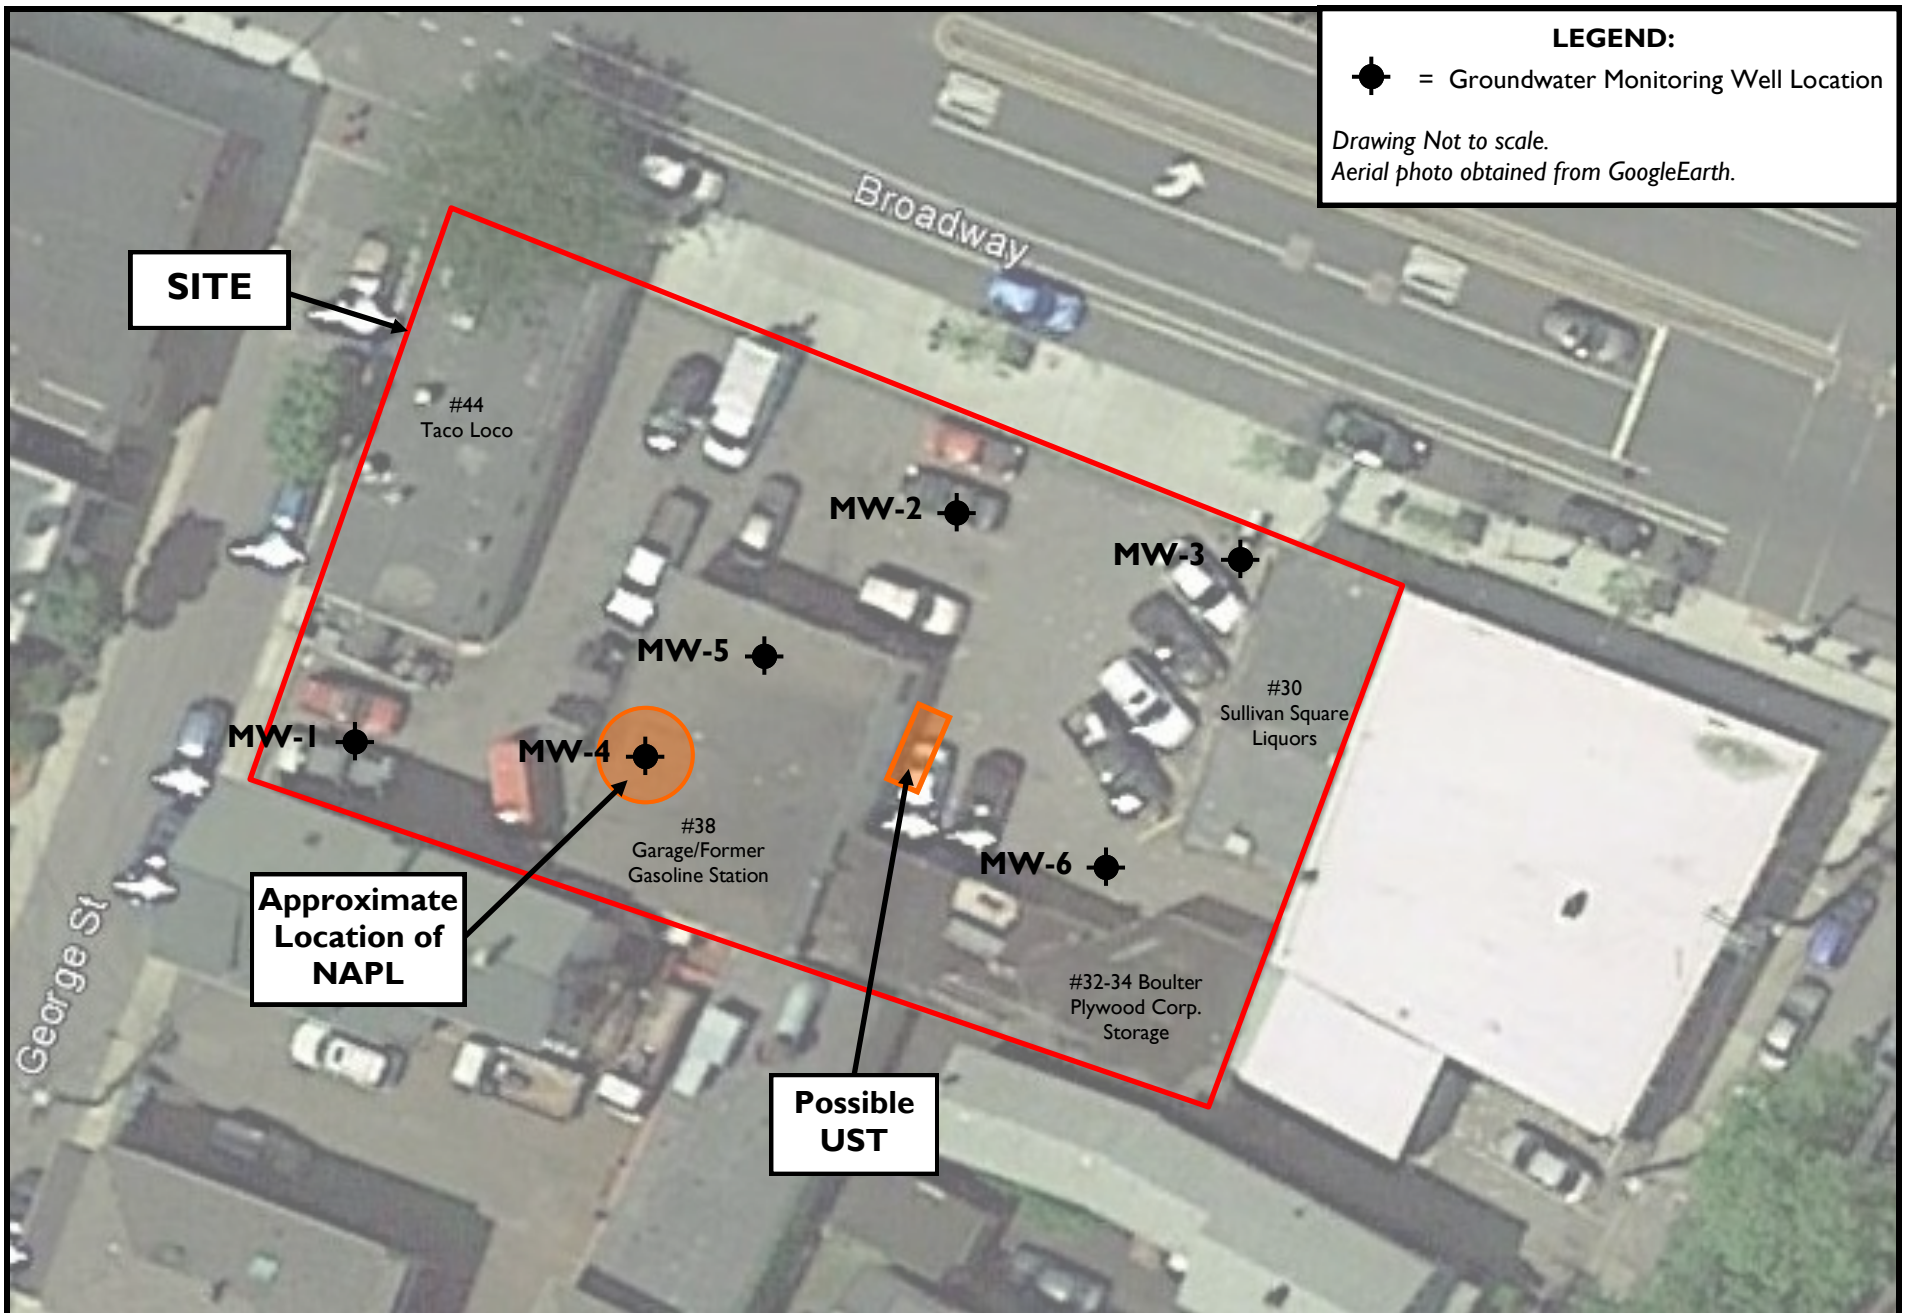 LEGEND:
= Groundwater Monitoring Well Location
Drawing Not to scale.
Aerial photo obtained from GoogleEarth.
Broadway
SITE
#44
Taco Loco
MW-2
MW-3
MW-5
#30
Sullivan Square
Liquors
MW-1
MW-4
#38
Garage/Former
Gasoline Station
MW-6
Approximate
Location of
NAPL
George St
#32-34 Boulter
Plywood Corp.
Storage
Possible
UST